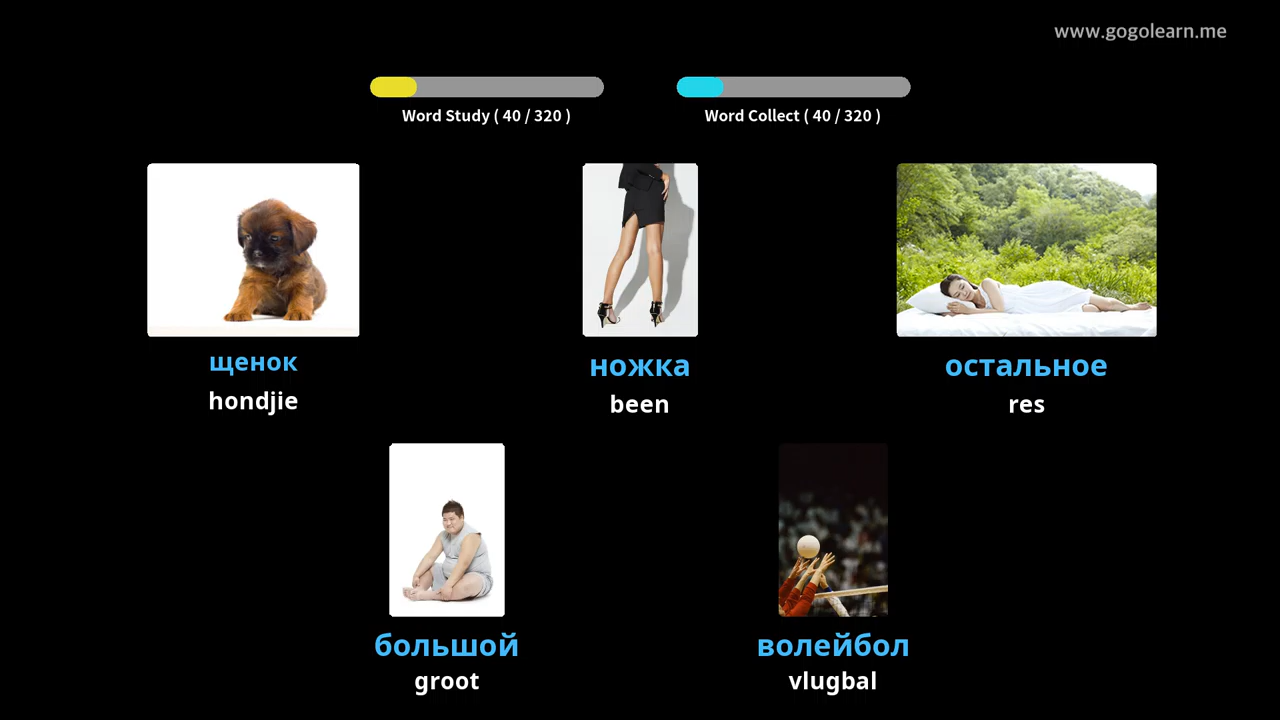 www.gogolearn.me
Word Study ( 40 / 320 )
Word Collect ( 40 / 320 )
щенок
hondjie
ножка
been
остальное
res
большой
groot
волейбол
vlugbal